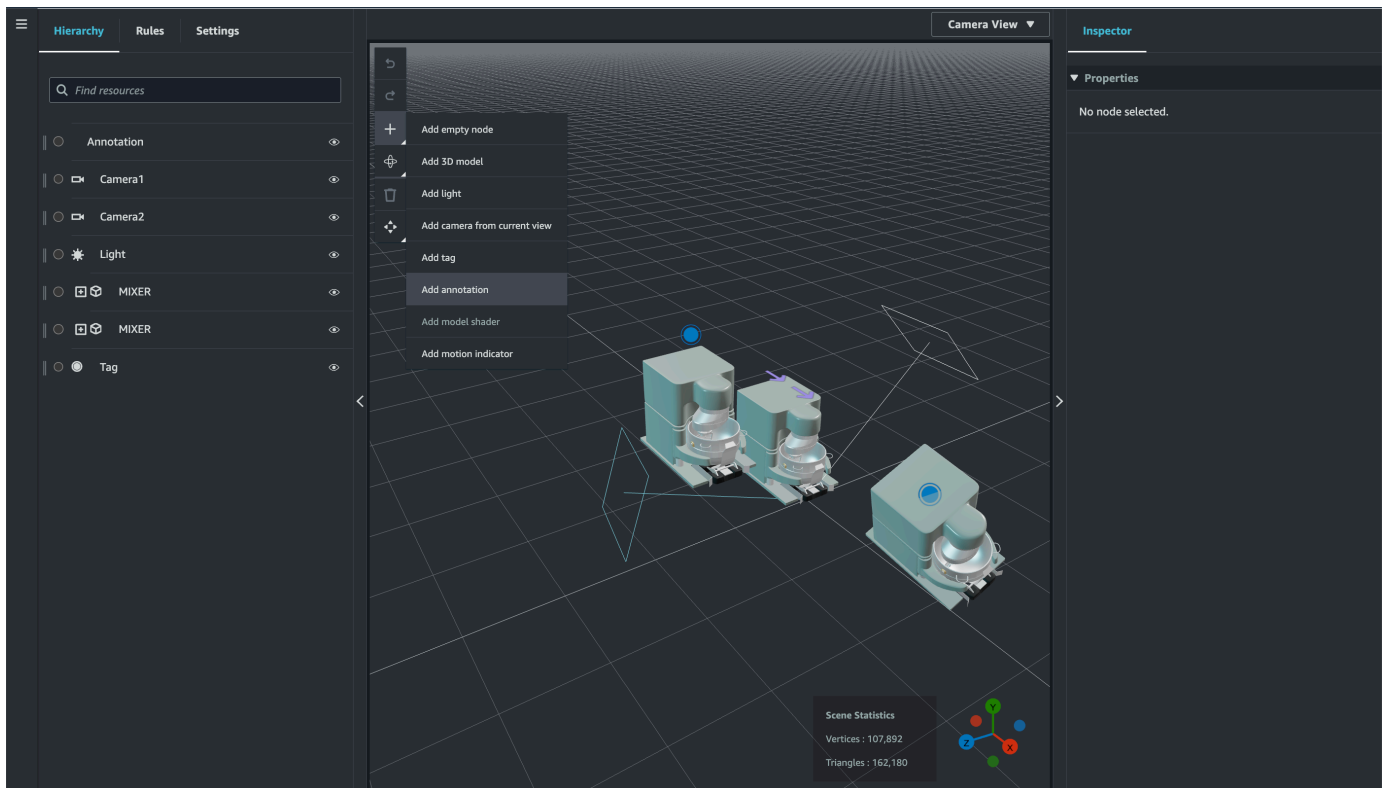 Hierarchy
Rules
Settings
Find resources
Annotation
Camera1
Camera2
Light
MIXER
MIXER
Tag
Camera View
Add empty node
Add 3D model
Add light
Add camera from current view
Add tag
Add annotation
Add model shader
Add motion indicator
Scene Statistics
Vertices : 107,892
Triangles : 162,180
Y
Z
X
Inspector
Properties
No node selected.